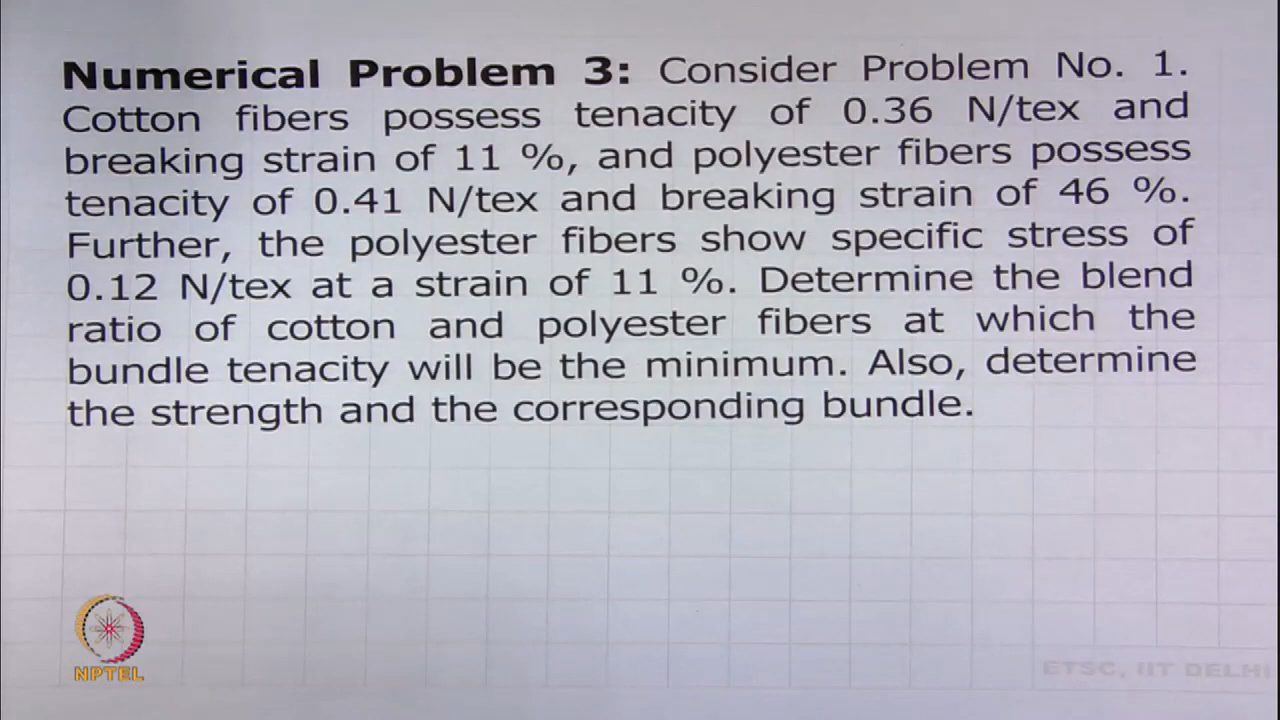 Numerical Problem 3: Consider Problem No. 1.
Cotton fibers possess tenacity of 0.36 N/tex and
breaking strain of 11 %, and polyester fibers possess
tenacity of 0.41 N/tex and breaking strain of 46 %.
Further, the polyester fibers show specific stress of
0.12 N/tex at a strain of 11 %. Determine the blend
ratio of cotton and polyester fibers at which the
bundle tenacity will be the minimum. Also, determine
the strength and the corresponding bundle.
NPTEL
ETSC, IIT DELHI